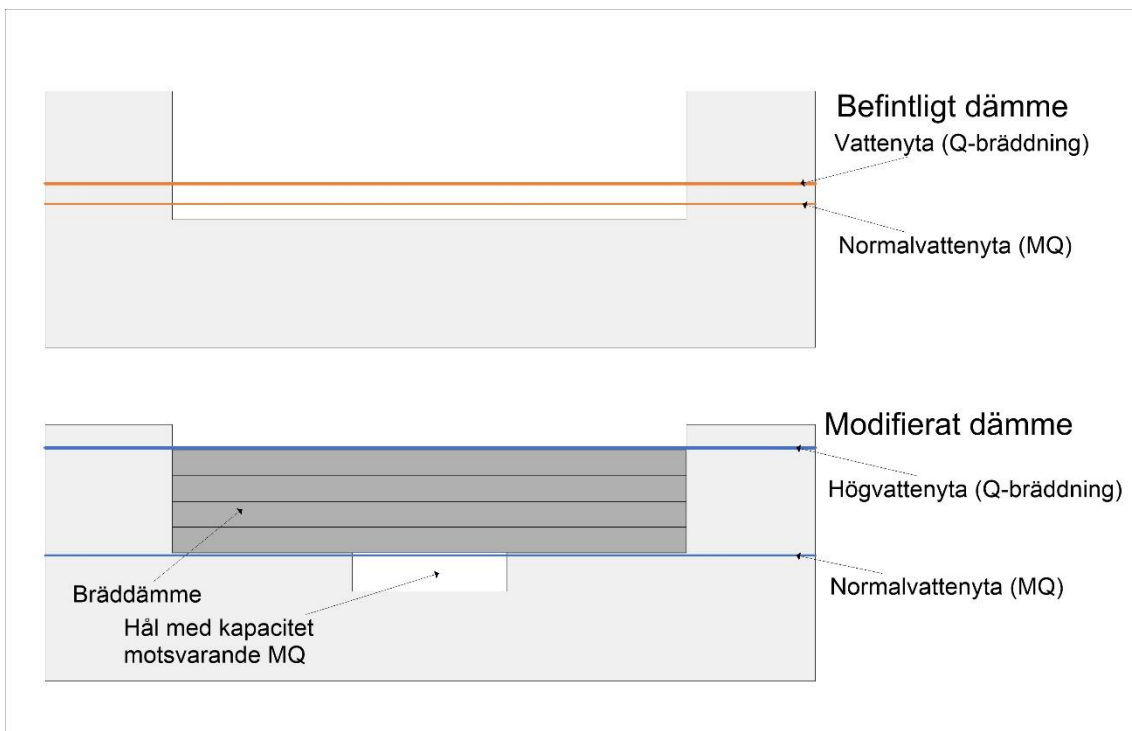 Befintligt dämme
Vattenyta (Q-bräddning)
Normalvattenyta (MQ)
Modifierat dämme
Högvattenyta (Q-bräddning)
Normalvattenyta (MQ)
Bräddämme
Hål med kapacitet
motsvarande MQ